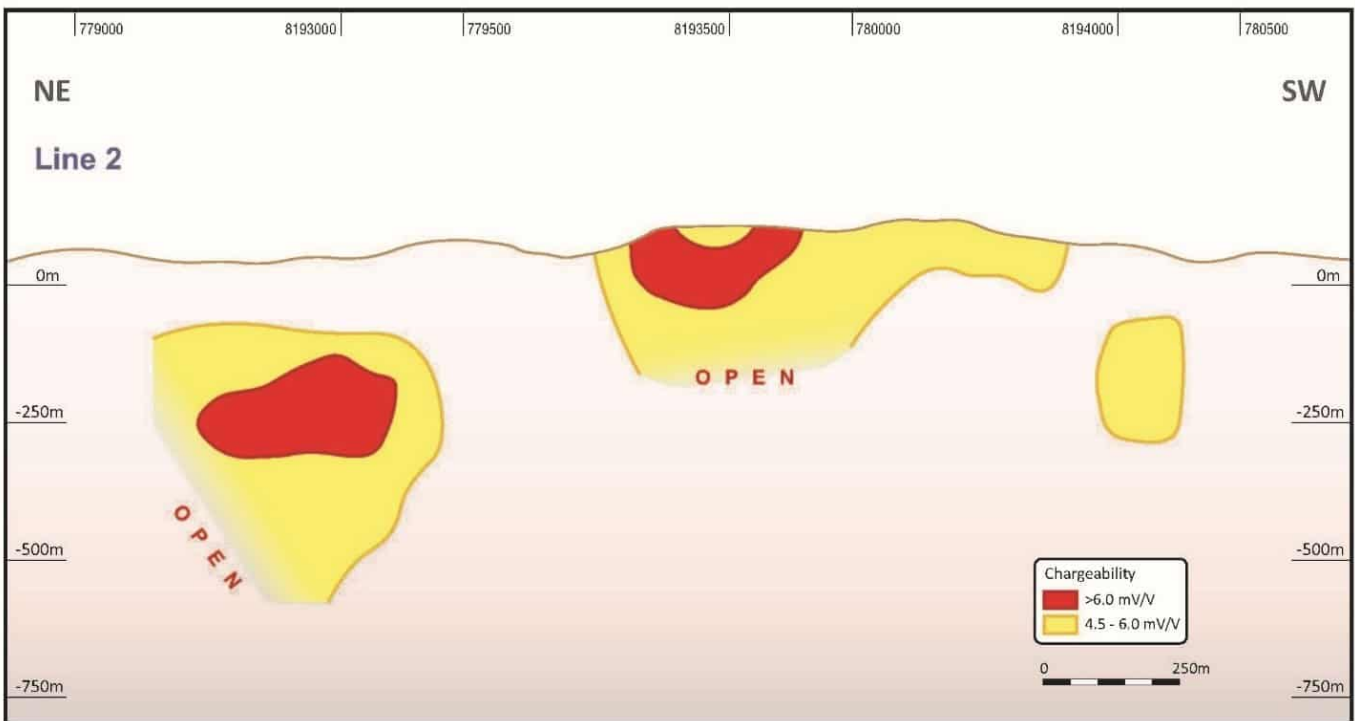 779000 8193000 779500 8193500 780000 8194000 780500
NE SW
Line 2
0m 0m
OPEN
-250m -250m
OPEN
-500m -500m
Chargeability
>6.0 mV/V
4.5 - 6.0 mV/V
0 250m
-750m -750m